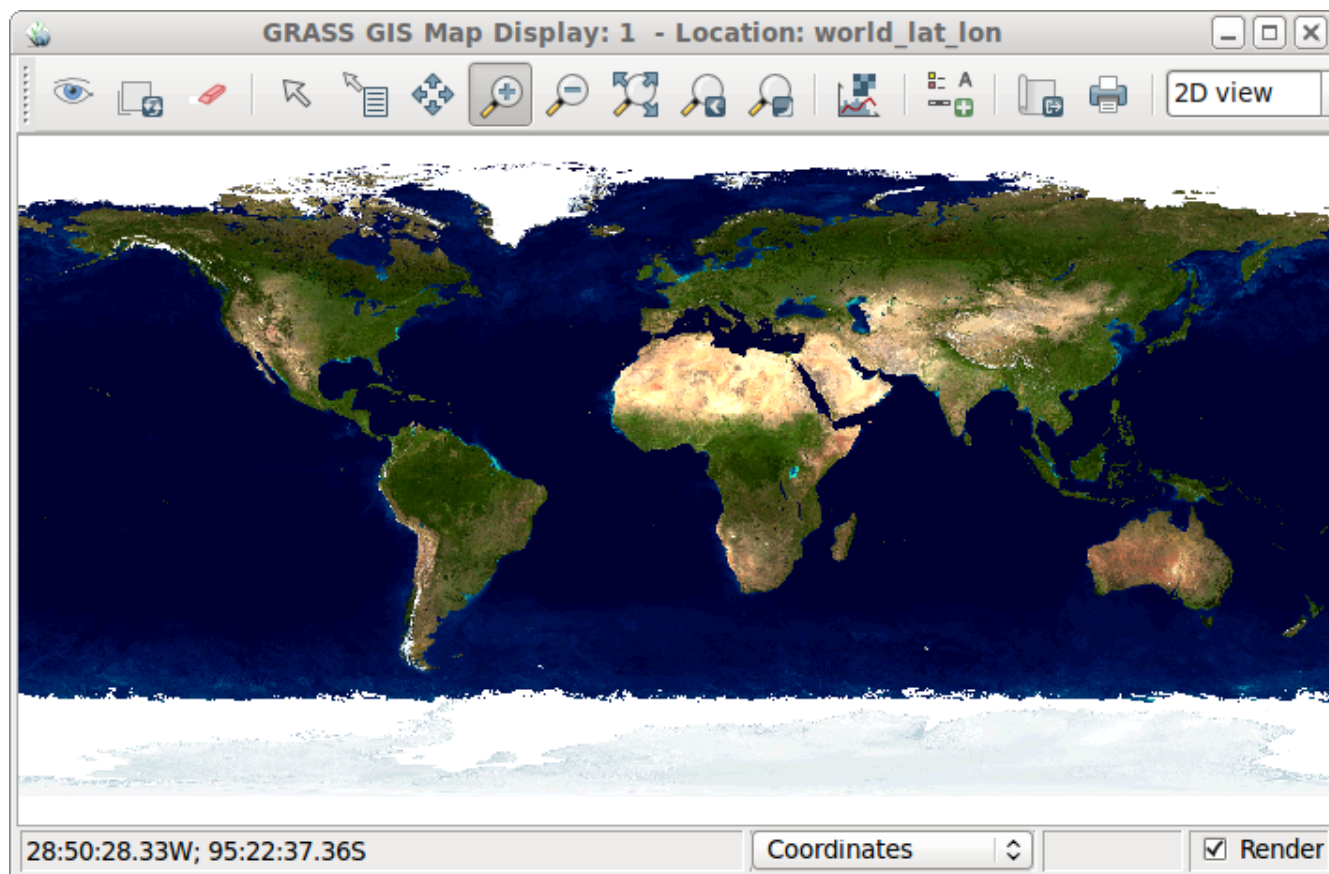 GRASS GIS Map Display: 1 - Location: world_lat_lon
A
2D view
28:50:28.33W; 95:22:37.36S
Coordinates
Render